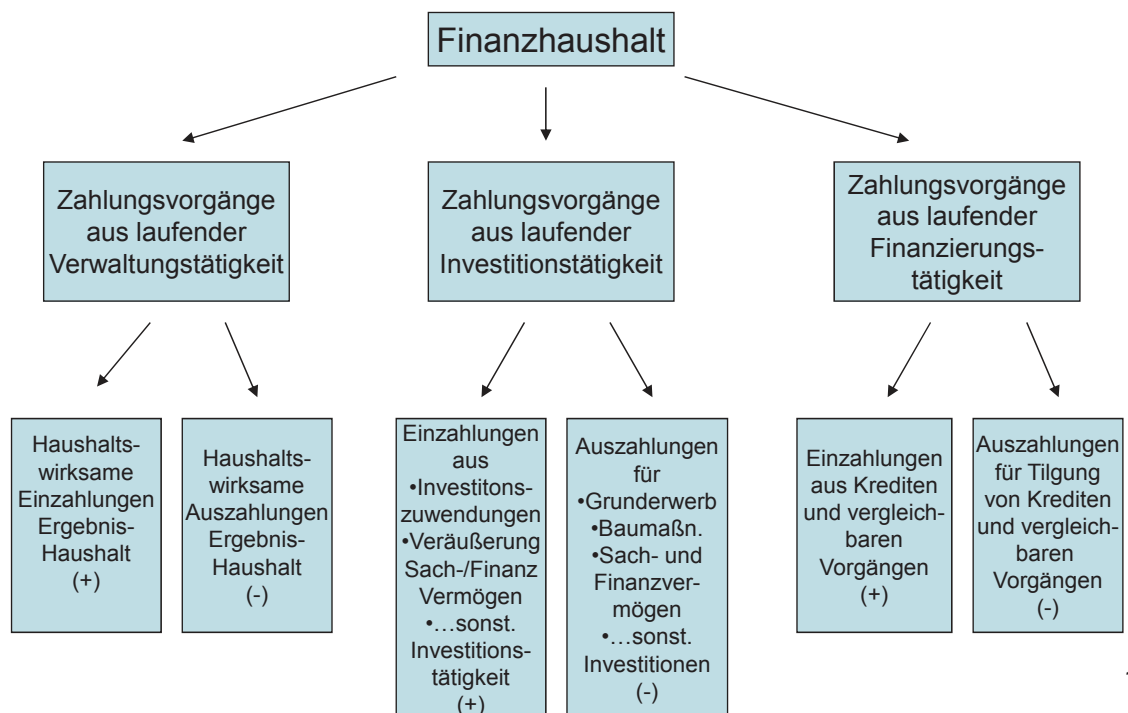 Finanzhaushalt
Zahlungsvorgänge
aus laufender
Verwaltungstätigkeit
Zahlungsvorgänge
aus laufender
Investitionstätigkeit
Zahlungsvorgänge
aus laufender
Finanzierungs-
tätigkeit
Haushalts-
wirksame
Einzahlungen
Ergebnis-
Haushalt
(+)
Haushalts-
wirksame
Auszahlungen
Ergebnis-
Haushalt
(-)
Einzahlungen
aus
•Investitons-
zuwendungen
•Veräußerung
Sach-/Finanz
Vermögen
•…sonst.
Investitions-
tätigkeit
(+)
Auszahlungen
für
•Grunderwerb
•Baumaßn.
•Sach- und
Finanzver-
mögen
•…sonst.
Investitionen
(-)
Einzahlungen
aus Krediten
und vergleich-
baren
Vorgängen
(+)
Auszahlungen
für Tilgung
von Krediten
und vergleich-
baren
Vorgängen
(-)